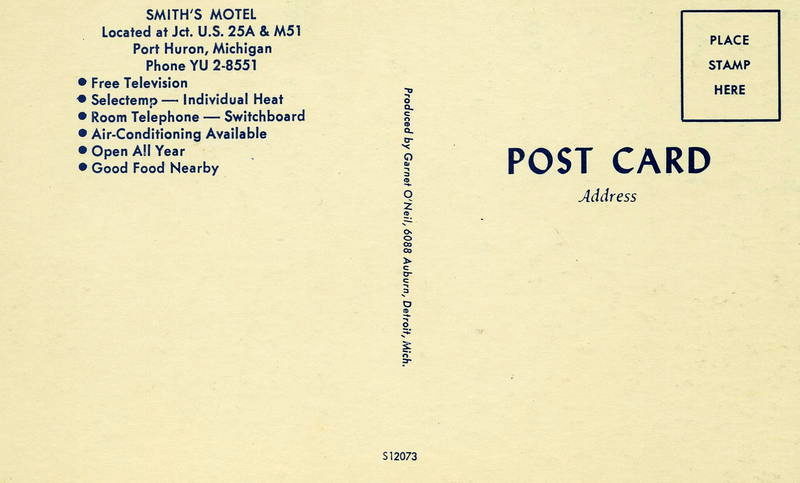 SMITH'S MOTEL
Located at Jct. U.S. 25A & M51
Port Huron, Michigan
Phone YU 2-8551
● Free Television
● Selectemp — Individual Heat
● Room Telephone — Switchboard
● Air-Conditioning Available
● Open All Year
● Good Food Nearby
Produced by Garnet O'Neil, 6088 Auburn, Detroit, Mich.
PLACE
STAMP
HERE
POST CARD
Address
S12073